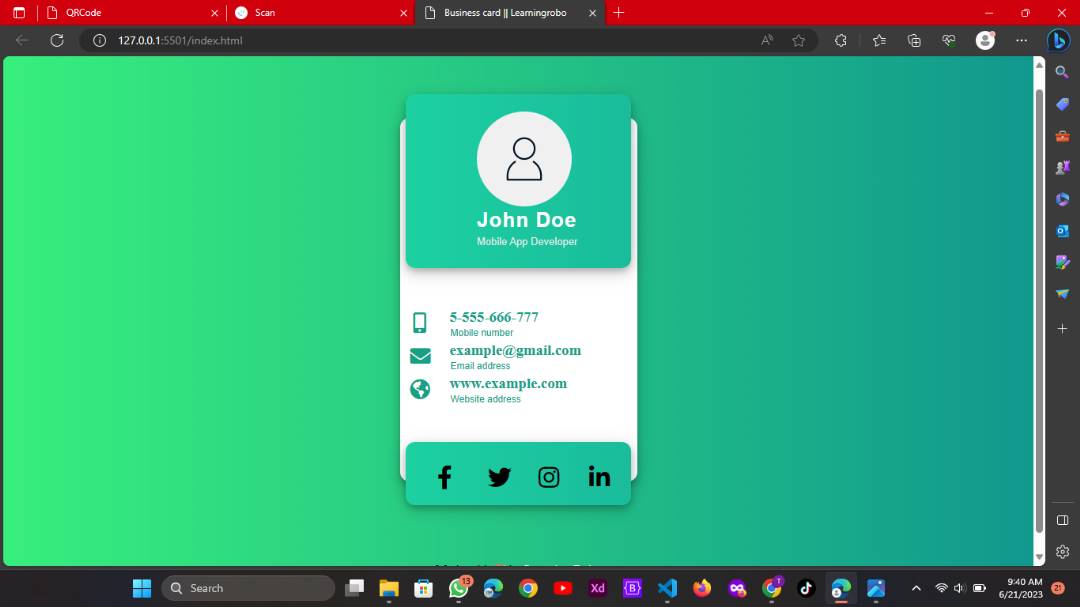 QRCode
Scan
Business card || Learningrobo
127.0.0.1:5501/index.html
John Doe
Mobile App Developer
5-555-666-777
Mobile number
example@gmail.com
Email address
www.example.com
Website address
Search
13
Xd
T
9:40 AM
6/21/2023
21